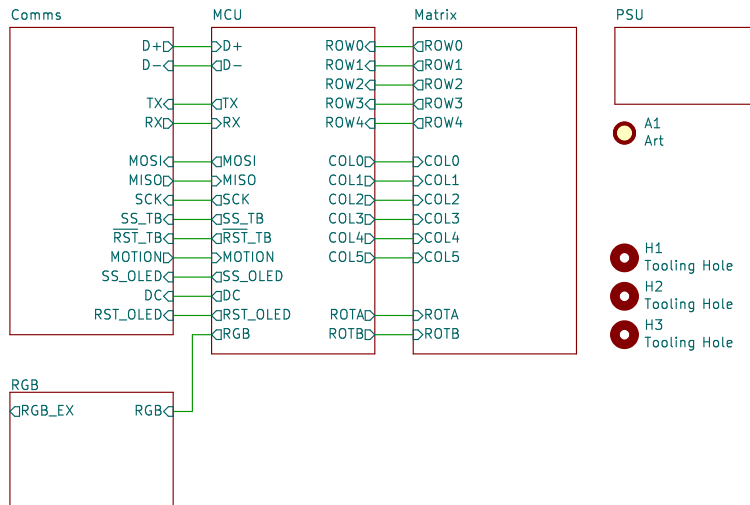 Comms MCU Matrix PSU
D+ D+ ROW0 ROW0
D- D- ROW1 ROW1
ROW2 ROW2
TX TX ROW3 ROW3
RX RX ROW4 ROW4
A1
Art
MOSI MOSI COL0 COL0
MISO MISO COL1 COL1
SCK SCK COL2 COL2
SS_TB SS_TB COL3 COL3
RST_TB RST_TB COL4 COL4
MOTION MOTION COL5 COL5
H1
Tooling Hole
SS_OLED SS_OLED
H2
DC DC
Tooling Hole
RST_OLED RST_OLED ROTA ROTA
H3
RGB ROTB ROTB
Tooling Hole
RGB
RGB_EX RGB